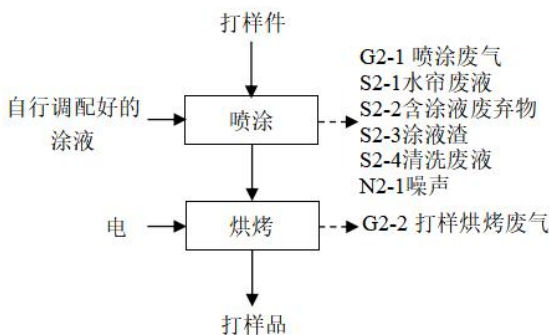 打样件
G2-1 喷涂废气
S2-1水帘废液
S2-2含涂液废弃物
S2-3涂液渣
S2-4清洗废液
N2-1噪声
自行调配好的
涂液
喷涂
电
烘烤
G2-2 打样烘烤废气
打样品